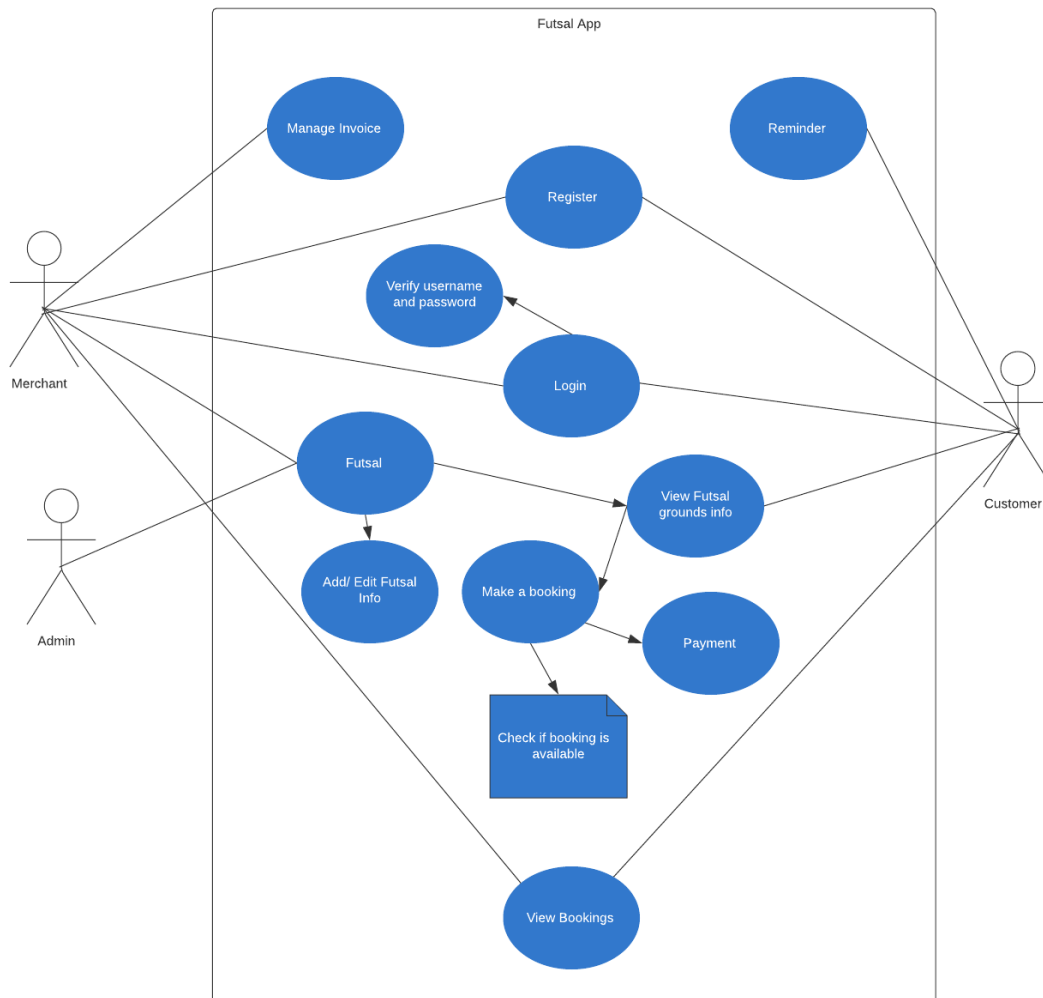 Futsal App
Manage Invoice
Reminder
Register
Verify username
and password
Login
Merchant
Futsal
View Futsal
grounds info
Customer
Add/ Edit Futsal
Info
Make a booking
Admin
Payment
Check if booking is
available
View Bookings